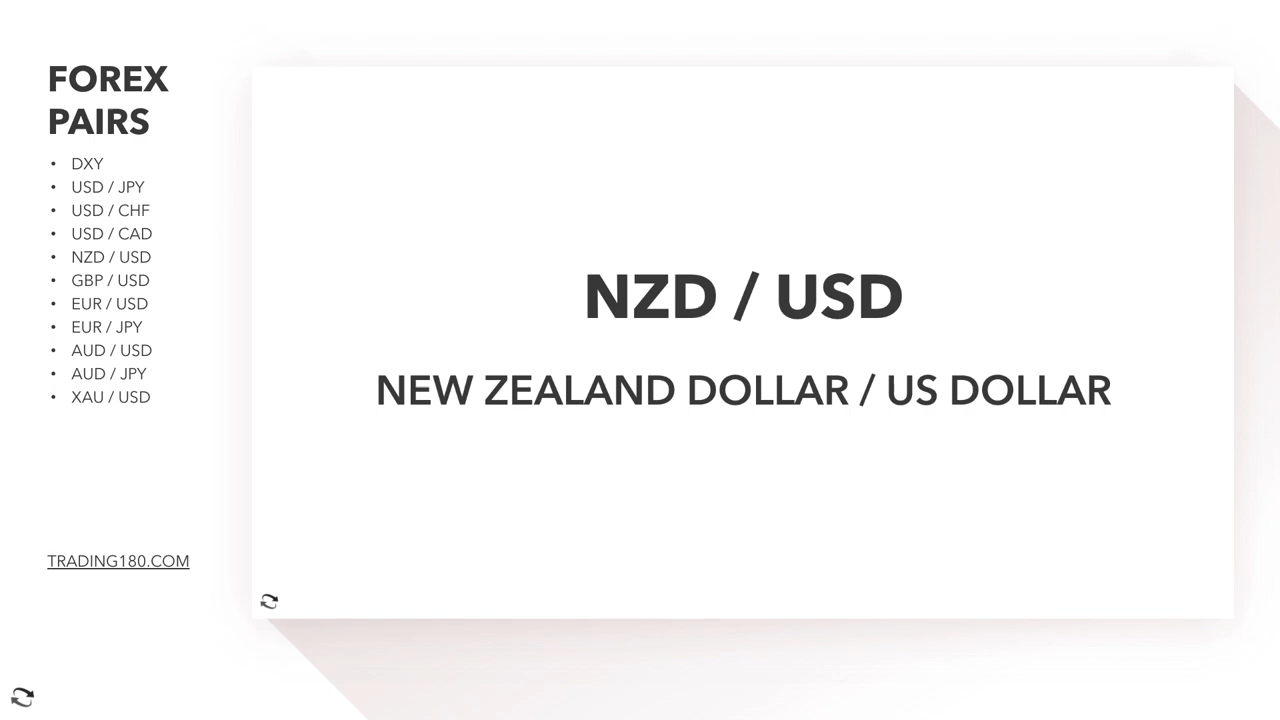 FOREX
PAIRS
• DXY
• USD / JPY
• USD / CHF
• USD / CAD
• NZD / USD
• GBP / USD
• EUR / USD
• EUR / JPY
• AUD / USD
• AUD / JPY
• XAU / USD
TRADING180.COM
NZD / USD
NEW ZEALAND DOLLAR / US DOLLAR